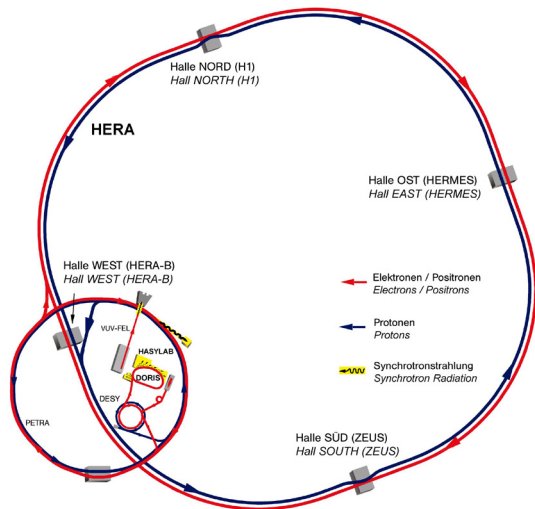 Halle NORD (H1)
Hall NORTH (H1)
HERA
Halle OST (HERMES)
Hall EAST (HERMES)
Halle WEST (HERA-B)
Hall WEST (HERA-B)
Elektronen / Positronen
Electrons / Positrons
Protonen
Protons
Synchrotronstrahlung
Synchrotron Radiation
VUV-FEL
HASYLAB
DORIS
DESY
PETRA
Halle SÜD (ZEUS)
Hall SOUTH (ZEUS)